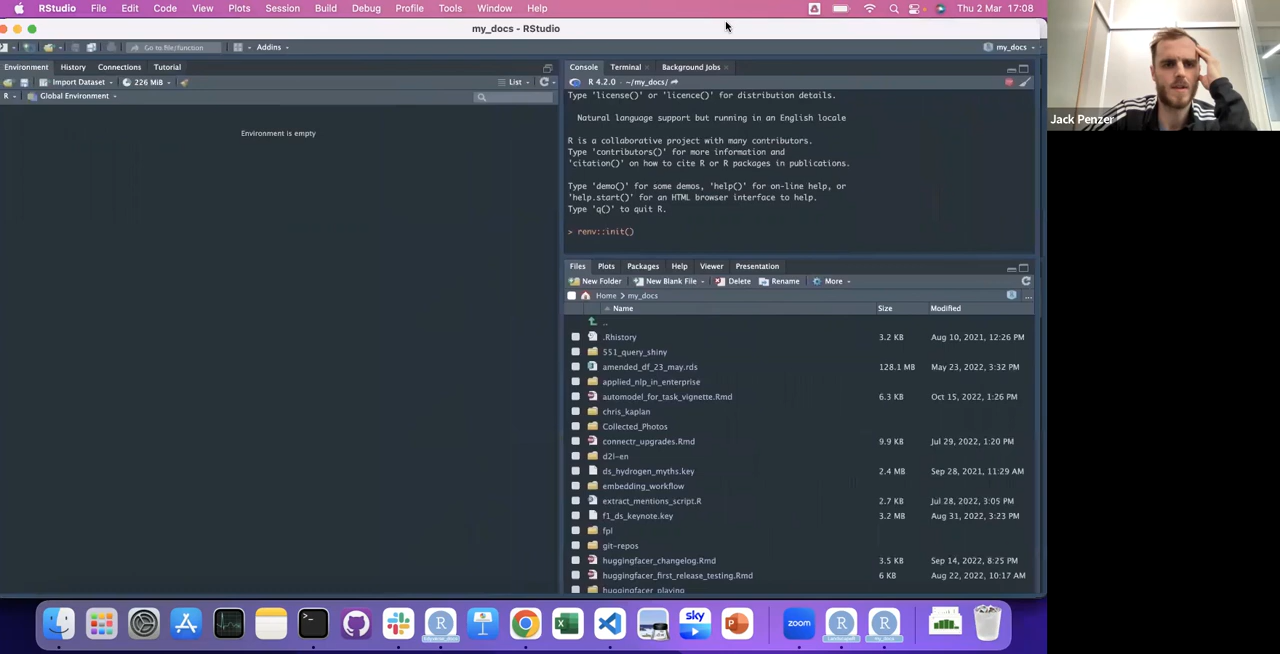 RStudio File Edit Code View Plots Session Build Debug Profile Tools Window Help Thu 2 Mar 17:08
my_docs - RStudio
Go to file/function Addins my_docs
Environment History Connections Tutorial
Import Dataset 226 MiB List
R Global Environment
Environment is empty
Console Terminal Background Jobs
R 4.2.0 · ~/my_docs/
Type 'license()' or 'licence()' for distribution details.
Natural language support but running in an English locale
R is a collaborative project with many contributors.
Type 'contributors()' for more information and
'citation()' on how to cite R or R packages in publications.
Type 'demo()' for some demos, 'help()' for on-line help, or
'help.start()' for an HTML browser interface to help.
Type 'q()' to quit R.
> renv::init()
Files Plots Packages Help Viewer Presentation
New Folder New Blank File Delete Rename More
Home > my_docs
Name Size Modified
..
.Rhistory 3.2 KB Aug 10, 2021, 12:26 PM
551_query_shiny
amended_df_23_may.rds 128.1 MB May 23, 2022, 3:32 PM
applied_nlp_in_enterprise
automodel_for_task_vignette.Rmd 6.3 KB Oct 15, 2022, 1:26 PM
chris_kaplan
Collected_Photos
connectr_upgrades.Rmd 9.9 KB Jul 29, 2022, 1:20 PM
d2l-en
ds_hydrogen_myths.key 2.4 MB Sep 28, 2021, 11:29 AM
embedding_workflow
extract_mentions_script.R 2.7 KB Jul 28, 2022, 3:05 PM
f1_ds_keynote.key 3.2 MB Aug 31, 2022, 3:23 PM
fpl
git-repos
huggingfacer_changelog.Rmd 3.5 KB Sep 14, 2022, 8:25 PM
huggingfacer_first_release_testing.Rmd 6 KB Aug 22, 2022, 10:17 AM
huggingfacer_playing
Jack Penzer
sky
zoom
my_docs